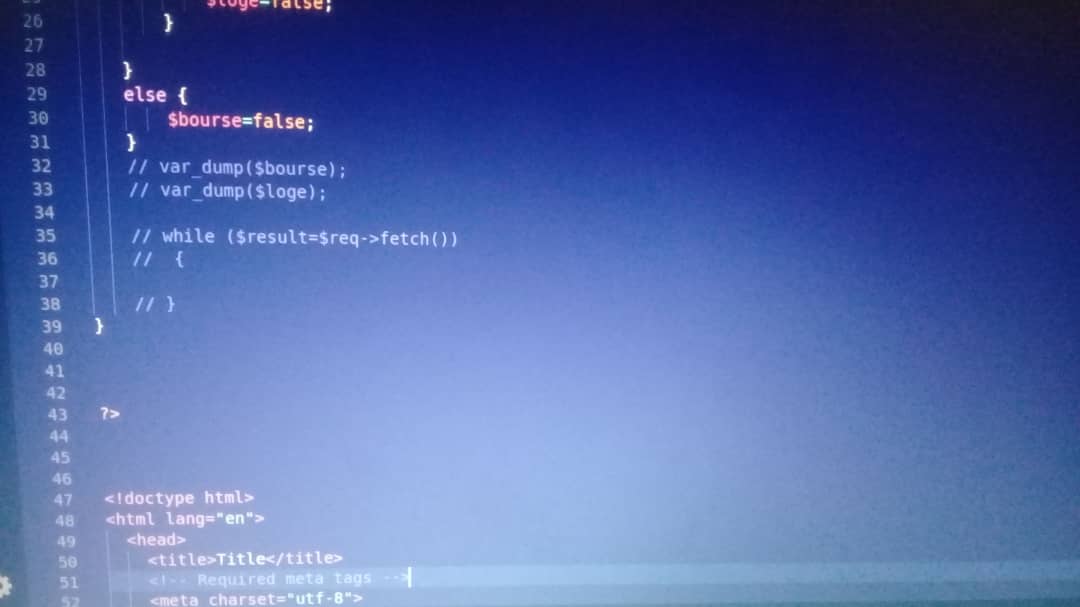 $loge=false;
26 }
27
28 }
29 else {
30 $bourse=false;
31 }
32 // var_dump($bourse);
33 // var_dump($loge);
34
35 // while ($result=$req->fetch())
36 // {
37
38 // }
39 }
40
41
42
43 ?>
44
45
46
47 <!doctype html>
48 <html lang="en">
49 <head>
50 <title>Title</title>
51 <!-- Required meta tags -->
52 <meta charset="utf-8">